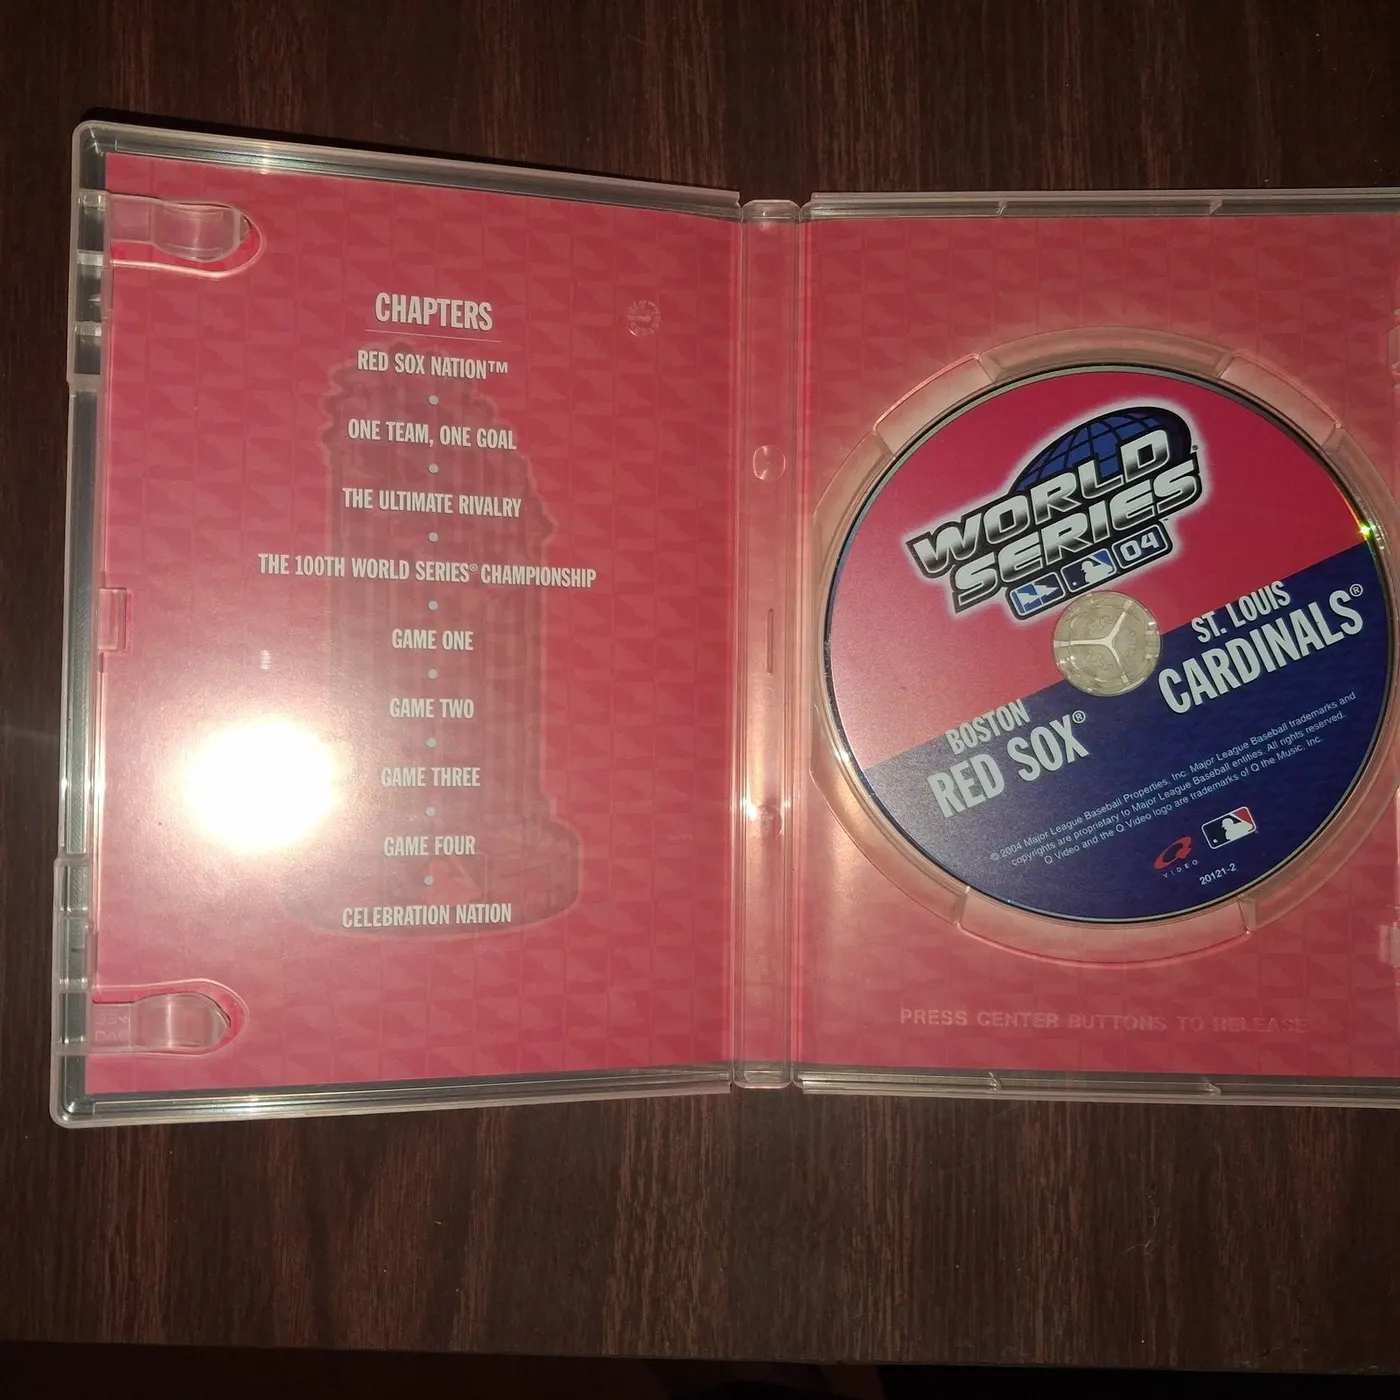 CHAPTERS
RED SOX NATION™
ONE TEAM, ONE GOAL
THE ULTIMATE RIVALRY
THE 100TH WORLD SERIES® CHAMPIONSHIP
GAME ONE
GAME TWO
GAME THREE
GAME FOUR
CELEBRATION NATION
WORLD
SERIES
04
ST. LOUIS
CARDINALS®
BOSTON
RED SOX®
© 2004 Major League Baseball Properties, Inc. Major League Baseball trademarks and
copyrights are proprietary to Major League Baseball entities. All rights reserved.
Q Video and the Q Video logo are trademarks of Q the Music, Inc.
VIDEO
20121-2
PRESS CENTER BUTTONS TO RELEASE